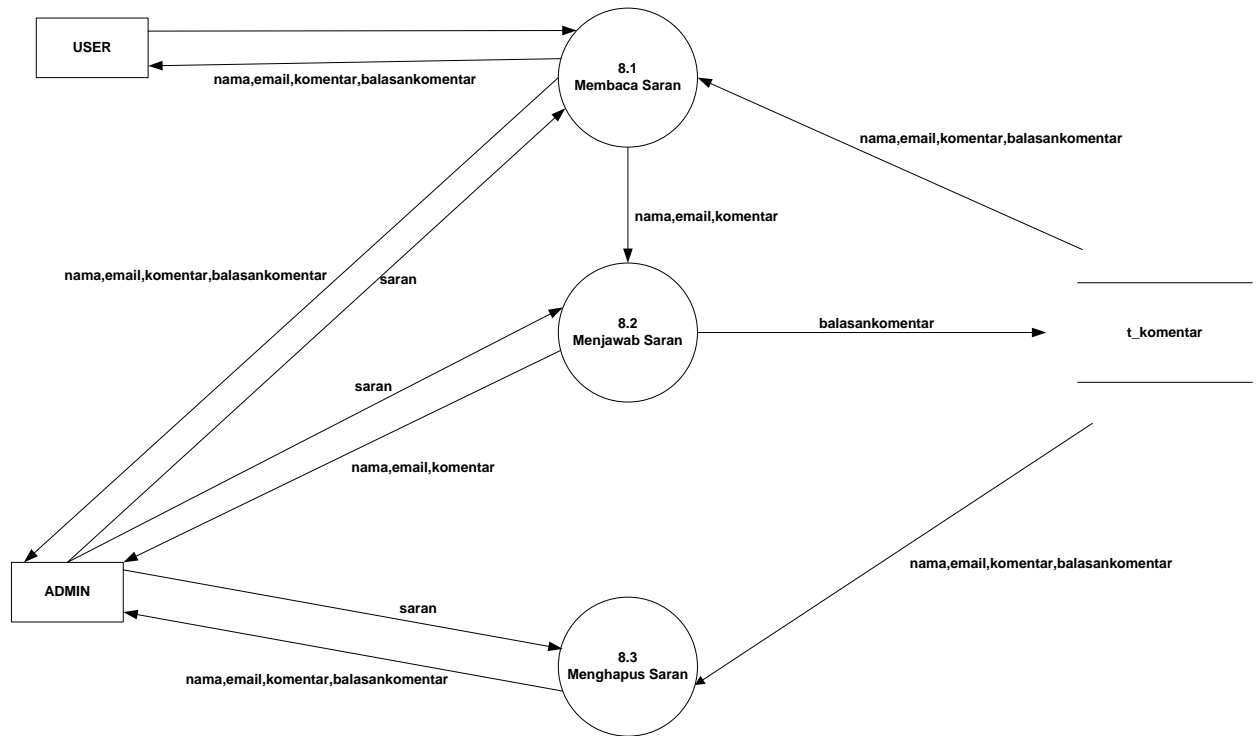 USER
nama,email,komentar,balasankomentar
8.1
Membaca Saran
nama,email,komentar,balasankomentar
nama,email,komentar
nama,email,komentar,balasankomentar
saran
8.2
Menjawab Saran
balasankomentar
t_komentar
saran
nama,email,komentar
nama,email,komentar,balasankomentar
ADMIN
saran
8.3
Menghapus Saran
nama,email,komentar,balasankomentar